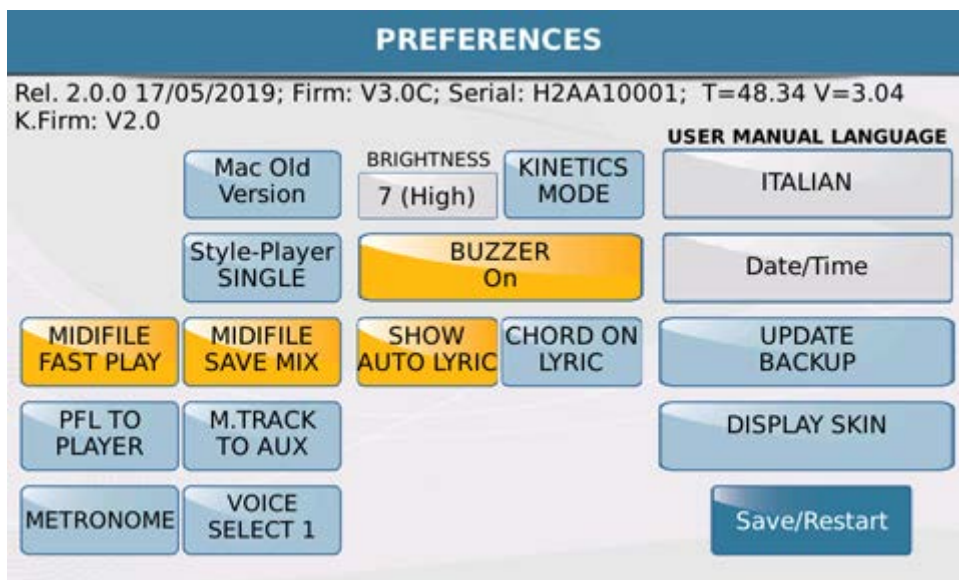 PREFERENCES
Rel. 2.0.0 17/05/2019; Firm: V3.0C; Serial: H2AA10001; T=48.34 V=3.04
K.Firm: V2.0
USER MANUAL LANGUAGE
Mac Old
Version
BRIGHTNESS
7 (High)
KINETICS
MODE
ITALIAN
Style-Player
SINGLE
BUZZER
On
Date/Time
MIDIFILE
FAST PLAY
MIDIFILE
SAVE MIX
SHOW
AUTO LYRIC
CHORD ON
LYRIC
UPDATE
BACKUP
PFL TO
PLAYER
M.TRACK
TO AUX
DISPLAY SKIN
METRONOME
VOICE
SELECT 1
Save/Restart